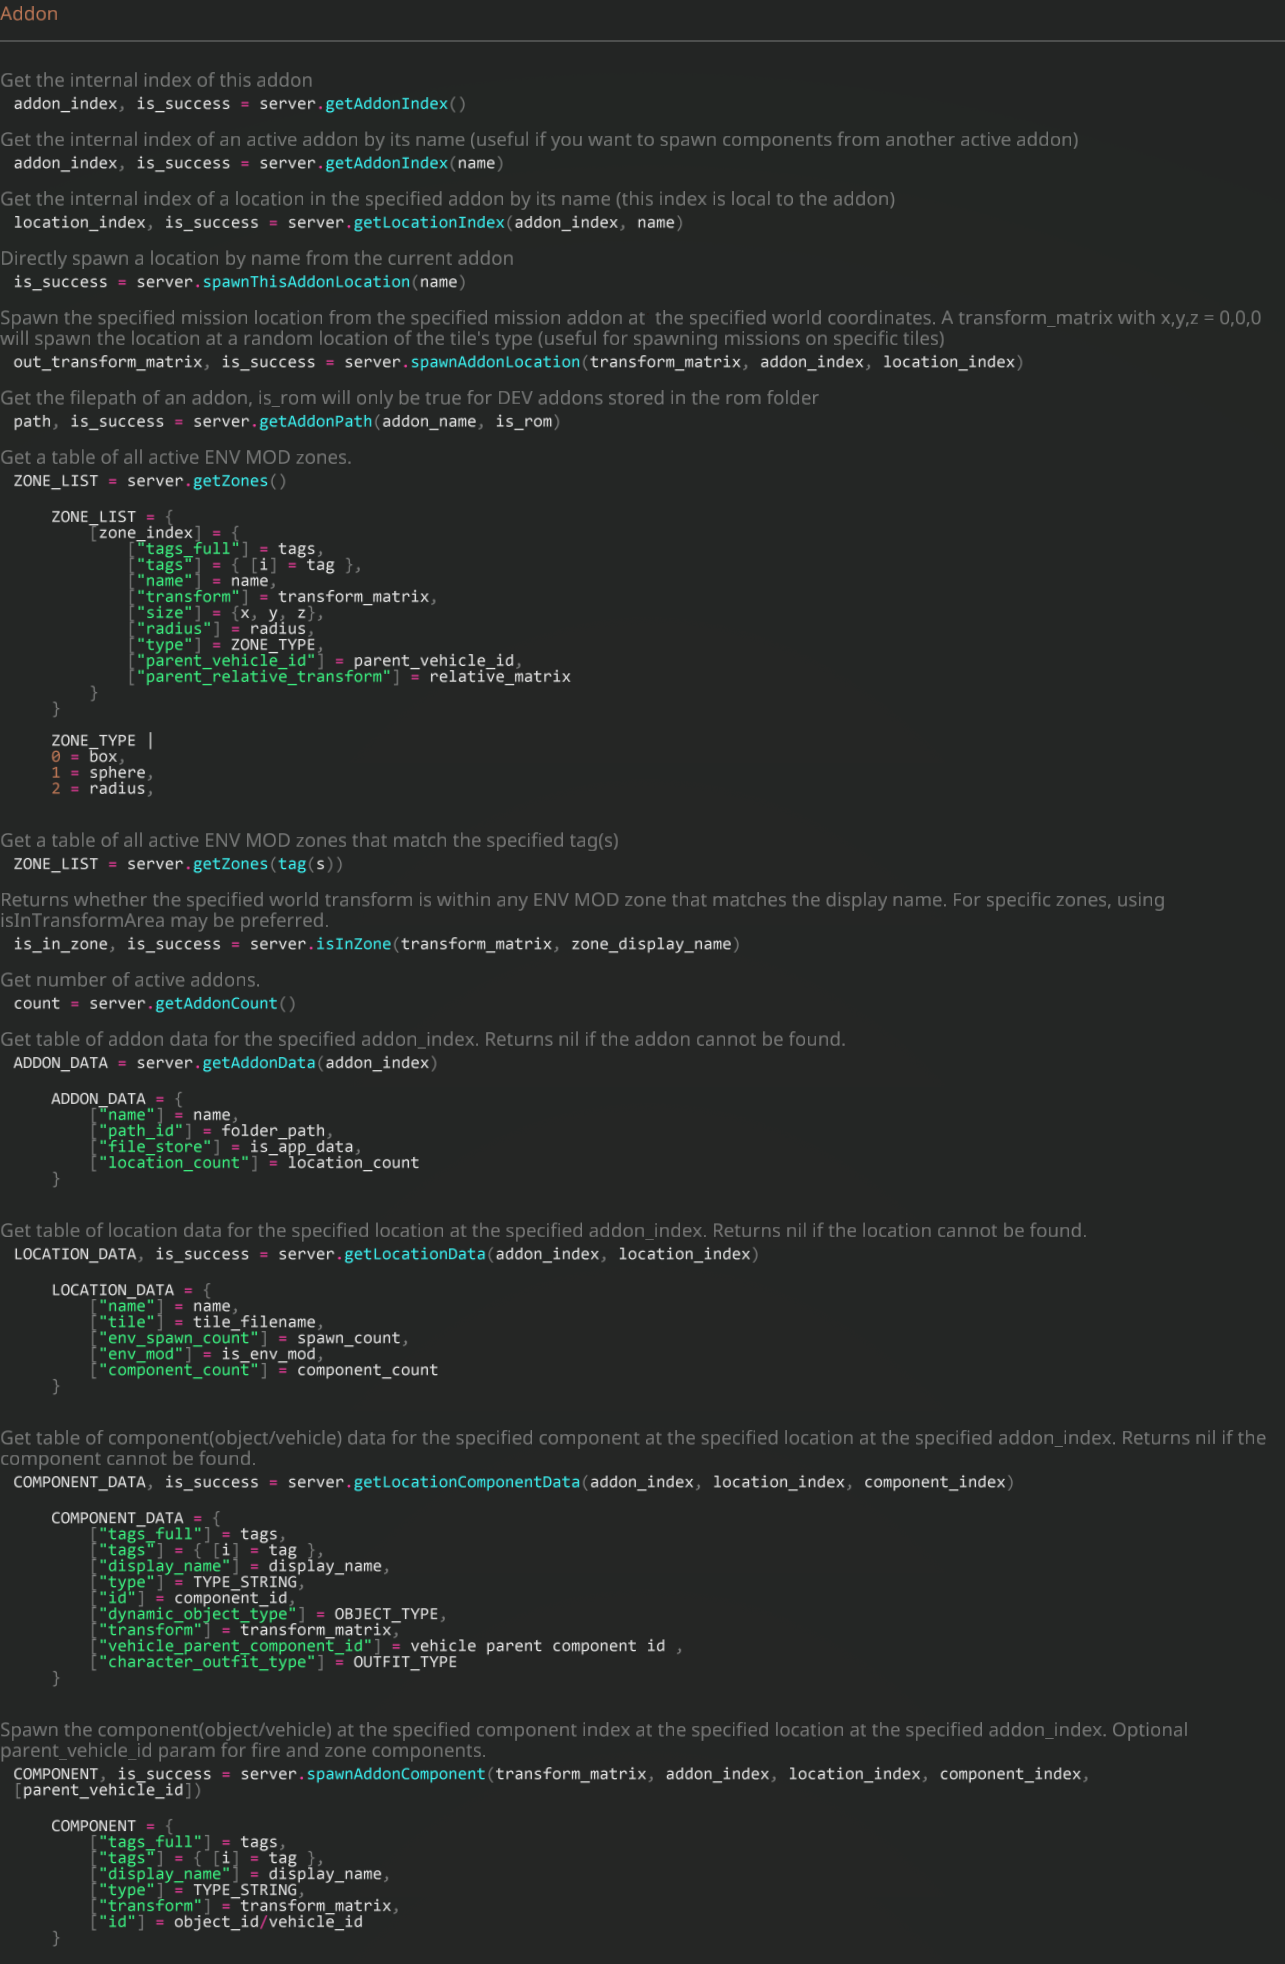 Addon
Get the internal index of this addon
addon_index, is_success = server.getAddonIndex()
Get the internal index of an active addon by its name (useful if you want to spawn components from another active addon)
addon_index, is_success = server.getAddonIndex(name)
Get the internal index of a location in the specified addon by its name (this index is local to the addon)
location_index, is_success = server.getLocationIndex(addon_index, name)
Directly spawn a location by name from the current addon
is_success = server.spawnThisAddonLocation(name)
Spawn the specified mission location from the specified mission addon at  the specified world coordinates. A transform_matrix with x,y,z = 0,0,0
will spawn the location at a random location of the tile's type (useful for spawning missions on specific tiles)
out_transform_matrix, is_success = server.spawnAddonLocation(transform_matrix, addon_index, location_index)
Get the filepath of an addon, is_rom will only be true for DEV addons stored in the rom folder
path, is_success = server.getAddonPath(addon_name, is_rom)
Get a table of all active ENV MOD zones.
ZONE_LIST = server.getZones()
ZONE_LIST = {
[zone_index] = {
["tags_full"] = tags,
["tags"] = { [i] = tag },
["name"] = name,
["transform"] = transform_matrix,
["size"] = {x, y, z},
["radius"] = radius,
["type"] = ZONE_TYPE,
["parent_vehicle_id"] = parent_vehicle_id,
["parent_relative_transform"] = relative_matrix
}
}
ZONE_TYPE |
0 = box,
1 = sphere,
2 = radius,
Get a table of all active ENV MOD zones that match the specified tag(s)
ZONE_LIST = server.getZones(tag(s))
Returns whether the specified world transform is within any ENV MOD zone that matches the display name. For specific zones, using
isInTransformArea may be preferred.
is_in_zone, is_success = server.isInZone(transform_matrix, zone_display_name)
Get number of active addons.
count = server.getAddonCount()
Get table of addon data for the specified addon_index. Returns nil if the addon cannot be found.
ADDON_DATA = server.getAddonData(addon_index)
ADDON_DATA = {
["name"] = name,
["path_id"] = folder_path,
["file_store"] = is_app_data,
["location_count"] = location_count
}
Get table of location data for the specified location at the specified addon_index. Returns nil if the location cannot be found.
LOCATION_DATA, is_success = server.getLocationData(addon_index, location_index)
LOCATION_DATA = {
["name"] = name,
["tile"] = tile_filename,
["env_spawn_count"] = spawn_count,
["env_mod"] = is_env_mod,
["component_count"] = component_count
}
Get table of component(object/vehicle) data for the specified component at the specified location at the specified addon_index. Returns nil if the
component cannot be found.
COMPONENT_DATA, is_success = server.getLocationComponentData(addon_index, location_index, component_index)
COMPONENT_DATA = {
["tags_full"] = tags,
["tags"] = { [i] = tag },
["display_name"] = display_name,
["type"] = TYPE_STRING,
["id"] = component_id,
["dynamic_object_type"] = OBJECT_TYPE,
["transform"] = transform_matrix,
["vehicle_parent_component_id"] = vehicle parent component id ,
["character_outfit_type"] = OUTFIT_TYPE
}
Spawn the component(object/vehicle) at the specified component index at the specified location at the specified addon_index. Optional
parent_vehicle_id param for fire and zone components.
COMPONENT, is_success = server.spawnAddonComponent(transform_matrix, addon_index, location_index, component_index,
[parent_vehicle_id])
COMPONENT = {
["tags_full"] = tags,
["tags"] = { [i] = tag },
["display_name"] = display_name,
["type"] = TYPE_STRING,
["transform"] = transform_matrix,
["id"] = object_id/vehicle_id
}